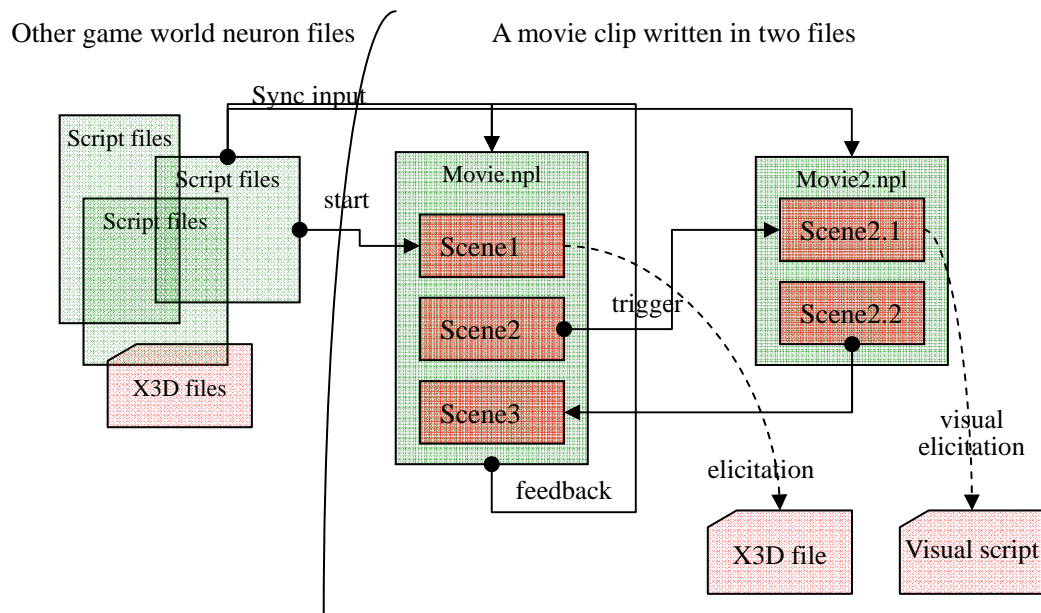 Other game world neuron files
A movie clip written in two files
Sync input
Script files
Script files
Script files
X3D files
start
Movie.npl
Scene1
Scene2
Scene3
trigger
feedback
Movie2.npl
Scene2.1
Scene2.2
elicitation
visual
elicitation
X3D file
Visual script